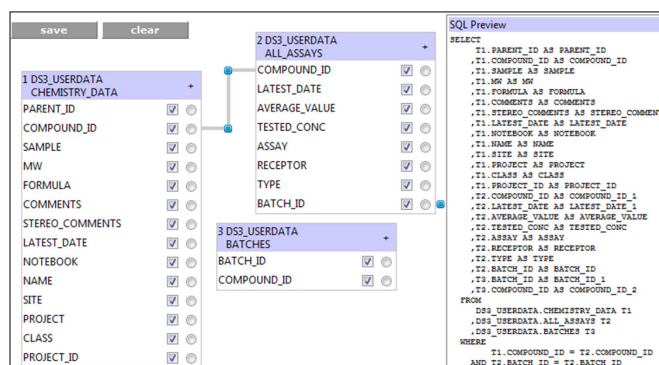 save
clear
1 DS3_USERDATA
CHEMISTRY_DATA
+
PARENT_ID
COMPOUND_ID
SAMPLE
MW
FORMULA
COMMENTS
STEREO_COMMENTS
LATEST_DATE
NOTEBOOK
NAME
SITE
PROJECT
CLASS
PROJECT_ID
2 DS3_USERDATA
ALL_ASSAYS
+
COMPOUND_ID
LATEST_DATE
AVERAGE_VALUE
TESTED_CONC
ASSAY
RECEPTOR
TYPE
BATCH_ID
3 DS3_USERDATA
BATCHES
+
BATCH_ID
COMPOUND_ID
SQL Preview
SELECT
T1.PARENT_ID AS PARENT_ID
,T1.COMPOUND_ID AS COMPOUND_ID
,T1.SAMPLE AS SAMPLE
,T1.MW AS MW
,T1.FORMULA AS FORMULA
,T1.COMMENTS AS COMMENTS
,T1.STEREO_COMMENTS AS STEREO_COMMENT
,T1.LATEST_DATE AS LATEST_DATE
,T1.NOTEBOOK AS NOTEBOOK
,T1.NAME AS NAME
,T1.SITE AS SITE
,T1.PROJECT AS PROJECT
,T1.CLASS AS CLASS
,T1.PROJECT_ID AS PROJECT_ID
,T2.COMPOUND_ID AS COMPOUND_ID_1
,T2.LATEST_DATE AS LATEST_DATE_1
,T2.AVERAGE_VALUE AS AVERAGE_VALUE
,T2.TESTED_CONC AS TESTED_CONC
,T2.ASSAY AS ASSAY
,T2.RECEPTOR AS RECEPTOR
,T2.TYPE AS TYPE
,T2.BATCH_ID AS BATCH_ID
,T3.BATCH_ID AS BATCH_ID_1
,T3.COMPOUND_ID AS COMPOUND_ID_2
FROM
DS3_USERDATA.CHEMISTRY_DATA T1
,DS3_USERDATA.ALL_ASSAYS T2
,DS3_USERDATA.BATCHES T3
WHERE
T1.COMPOUND_ID = T2.COMPOUND_ID
AND T2.BATCH_ID = T2.BATCH_ID